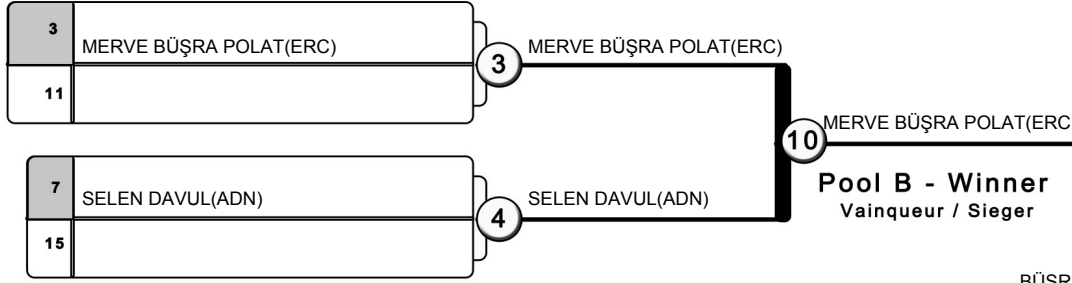 3
MERVE BÜŞRA POLAT(ERC)
11
3
MERVE BÜŞRA POLAT(ERC)
7
SELEN DAVUL(ADN)
15
4
SELEN DAVUL(ADN)
10
MERVE BÜŞRA POLAT(ERC
Pool B - Winner
Vainqueur / Sieger